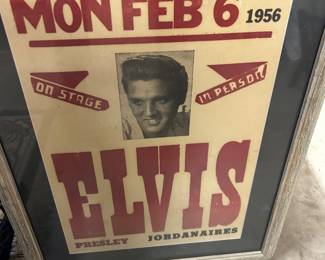 MON FEB 6 1956
ON STAGE IN PERSON
ELVIS
PRESLEY JORDANAIRES